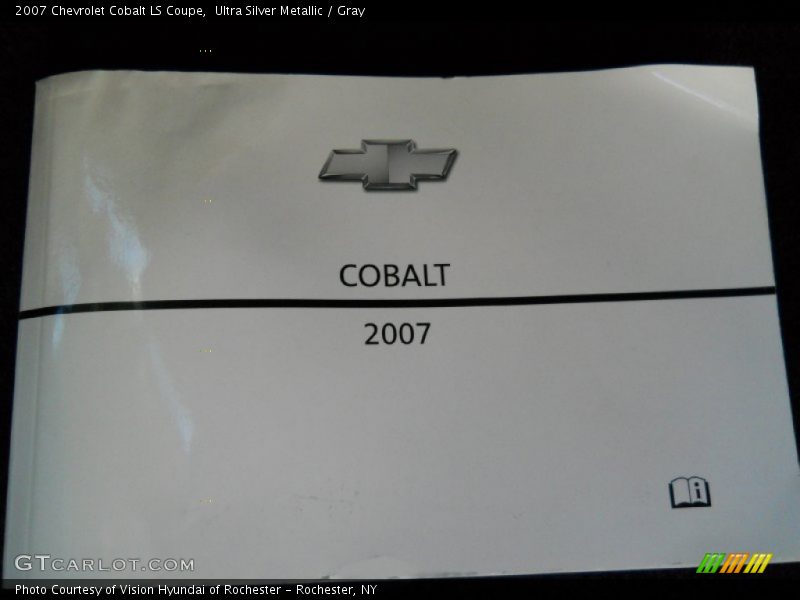 2007 Chevrolet Cobalt LS Coupe,  Ultra Silver Metallic / Gray
COBALT
2007
i
GTCARLOT.COM
Photo Courtesy of Vision Hyundai of Rochester - Rochester, NY